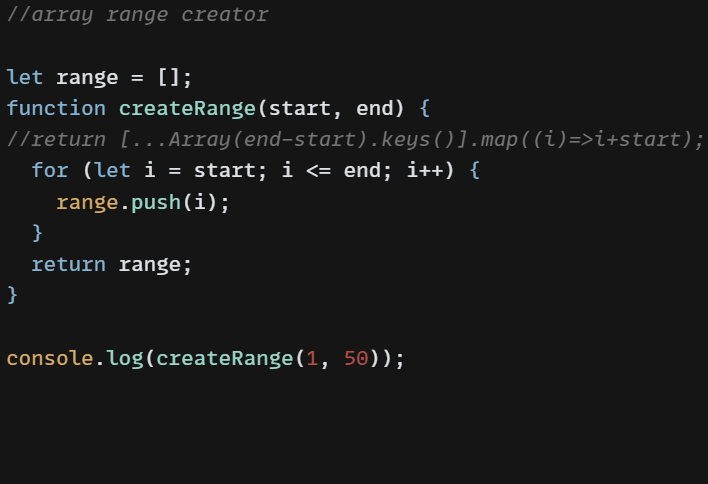 //array range creator
let range = [];
function createRange(start, end) {
//return [...Array(end-start).keys()].map((i)=>i+start);
for (let i = start; i <= end; i++) {
range.push(i);
}
return range;
}
console.log(createRange(1, 50));